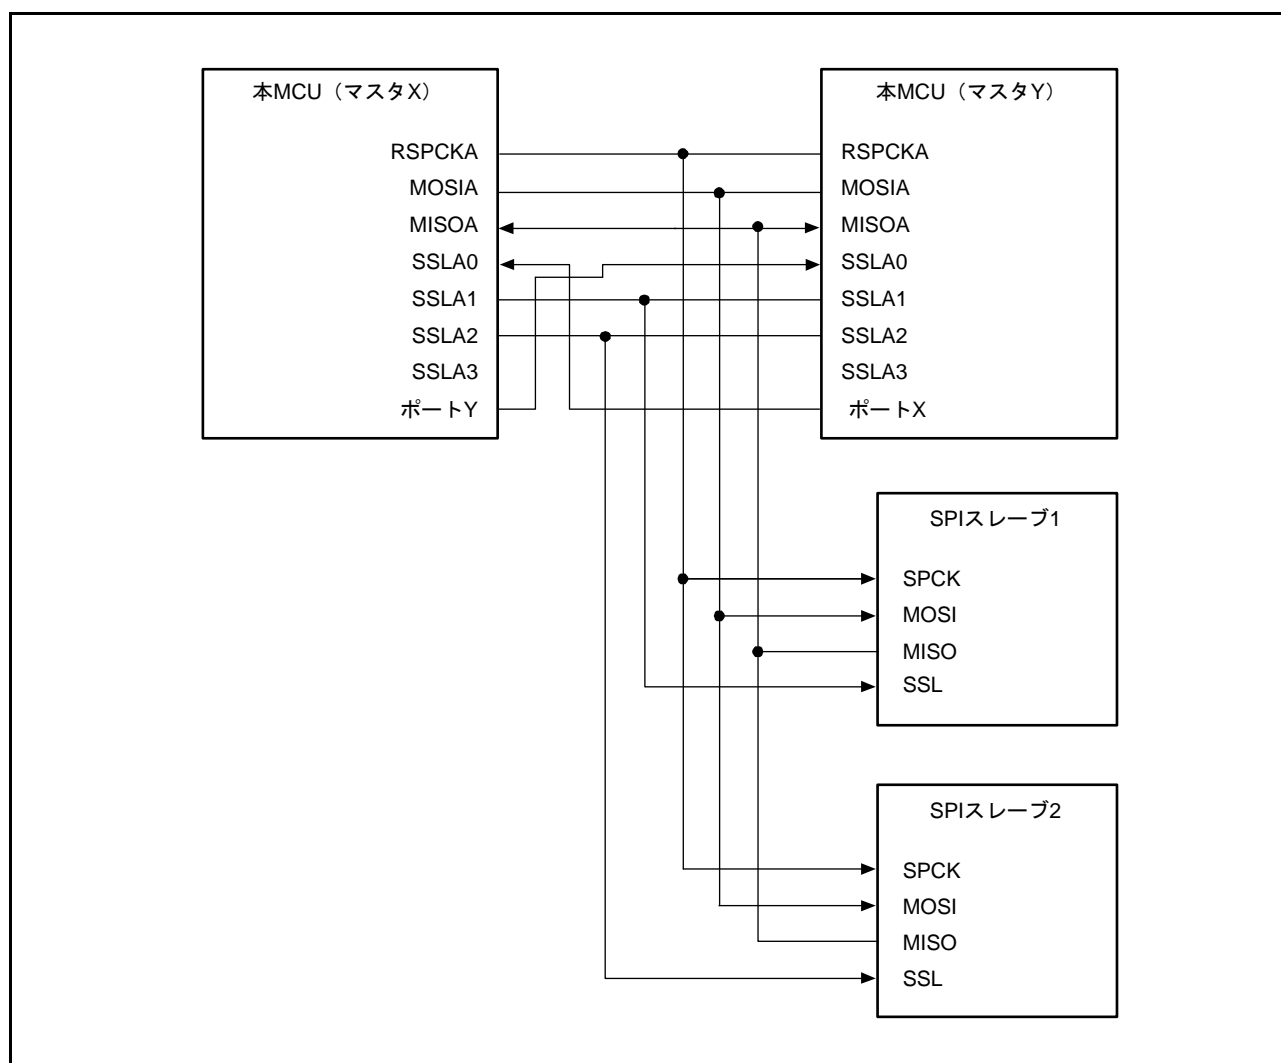 本MCU（マスタX）
RSPCKA
MOSIA
MISOA
SSLA0
SSLA1
SSLA2
SSLA3
ポートY
本MCU（マスタY）
RSPCKA
MOSIA
MISOA
SSLA0
SSLA1
SSLA2
SSLA3
ポートX
SPIスレーブ1
SPCK
MOSI
MISO
SSL
SPIスレーブ2
SPCK
MOSI
MISO
SSL